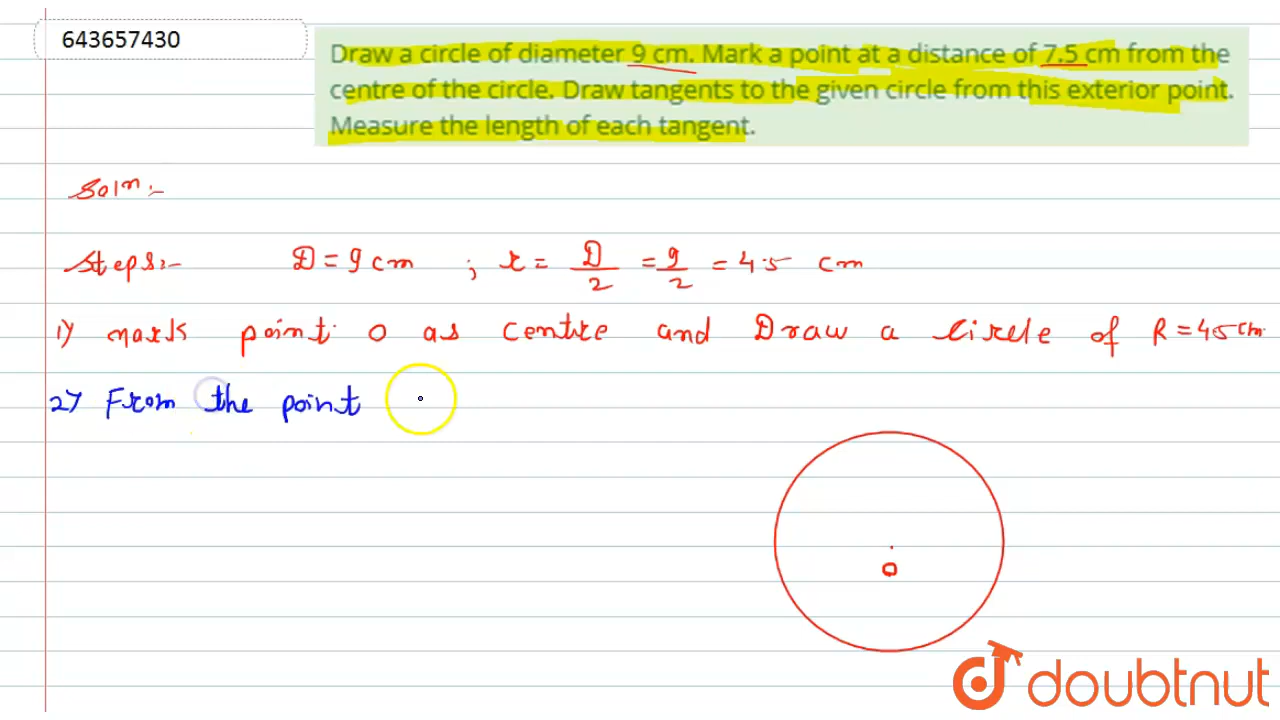 643657430
Draw a circle of diameter 9 cm. Mark a point at a distance of 7.5 cm from the
centre of the circle. Draw tangents to the given circle from this exterior point.
Measure the length of each tangent.
Soln:-
Steps:- D = 9 cm ; r = D/2 = 9/2 = 4.5 cm
1) mark point O as centre and Draw a circle of R = 4.5 cm
2) From the point
O
doubtnut